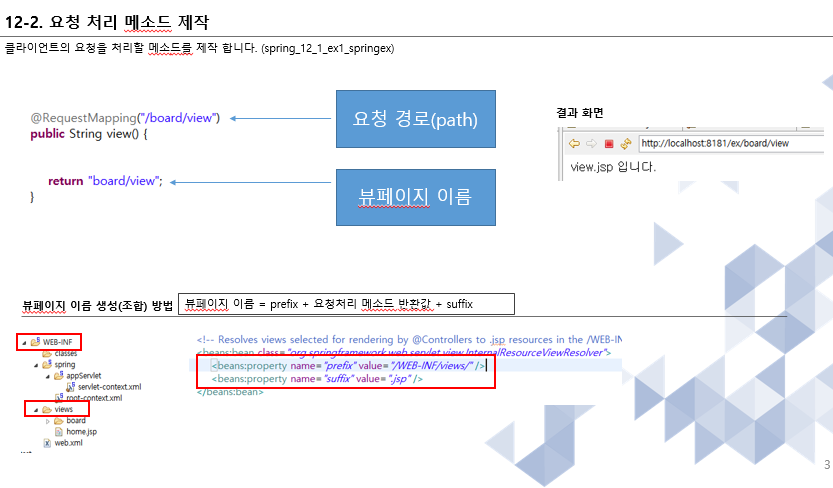 12-2. 요청 처리 메소드 제작
클라이언트의 요청을 처리할 메소드를 제작 합니다. (spring_12_1_ex1_springex)
@RequestMapping("/board/view")
public String view() {
return "board/view";
}
요청 경로(path)
뷰페이지 이름
결과 화면
http://localhost:8181/ex/board/view
view.jsp 입니다.
뷰페이지 이름 생성(조합) 방법
뷰페이지 이름 = prefix + 요청처리 메소드 반환값 + suffix
WEB-INF
classes
spring
appServlet
servlet-context.xml
root-context.xml
views
board
home.jsp
web.xml
<!-- Resolves views selected for rendering by @Controllers to .jsp resources in the /WEB-IN
<beans:bean class="org.springframework.web.servlet.view.InternalResourceViewResolver">
<beans:property name="prefix" value="/WEB-INF/views/" />
<beans:property name="suffix" value=".jsp" />
</beans:bean>
3